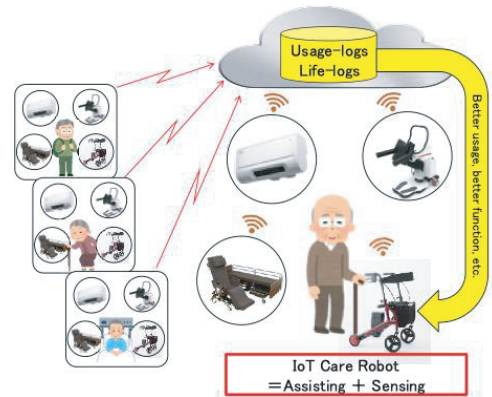 Usage-logs
Life-logs
Better usage, better function, etc.
IoT Care Robot
=Assisting + Sensing